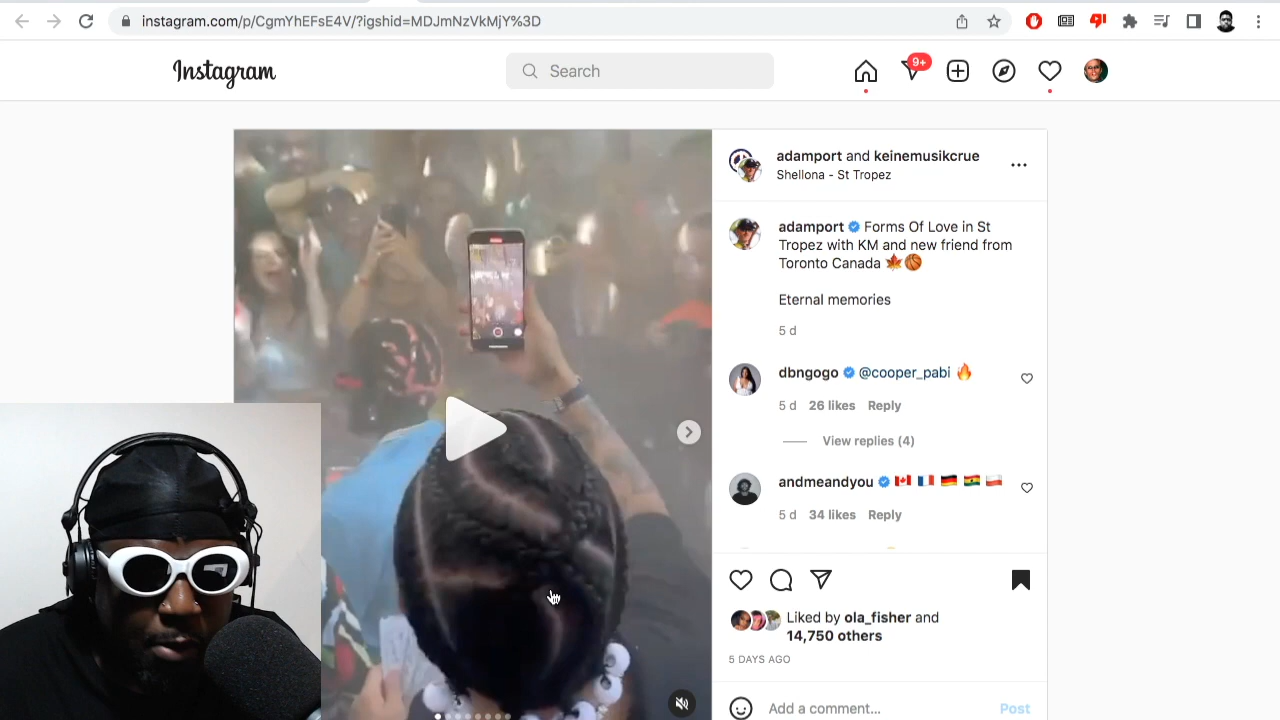 instagram.com/p/CgmYhEFsE4V/?igshid=MDJmNzVkMjY%3D
Instagram
Search
9+
adamport and keinemusikcrue
Shellona - St Tropez
adamport Forms Of Love in St
Tropez with KM and new friend from
Toronto Canada 🍁🏀
Eternal memories
5 d
dbngogo @cooper_pabi 🔥
5 d 26 likes Reply
View replies (4)
andmeandyou 🇨🇦 🇫🇷 🇩🇪 🇬🇭 🇵🇱
5 d 34 likes Reply
Liked by ola_fisher and
14,750 others
5 DAYS AGO
Add a comment... Post